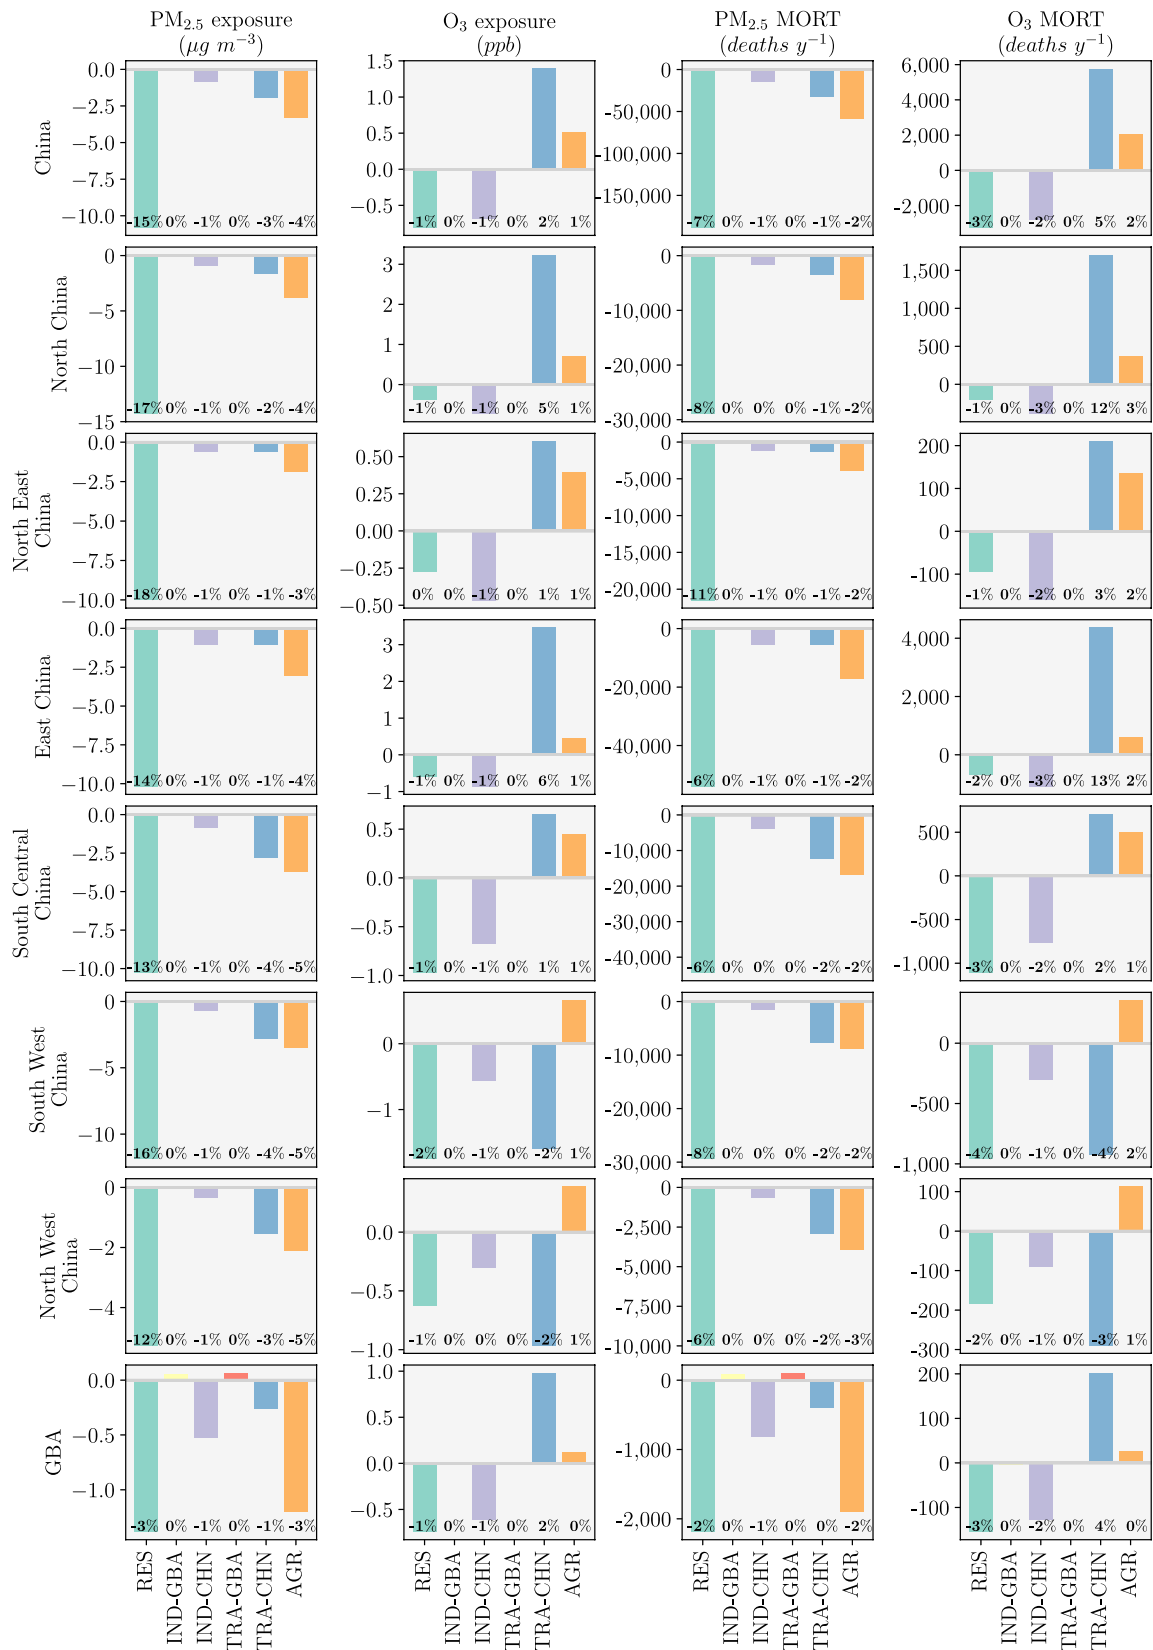 PM2.5 exposure
(µg m−3)
O3 exposure
(ppb)
PM2.5 MORT
(deaths y−1)
O3 MORT
(deaths y−1)
China
0.0
−2.5
−5.0
−7.5
−10.0
-15% 0% -1% 0% -3% -4%
1.5
1.0
0.5
0.0
−0.5
-1% 0% -1% 0% 2% 1%
0
-50,000
-100,000
-150,000
-7% 0% -1% 0% -1% -2%
6,000
4,000
2,000
0
-2,000
-3% 0% -2% 0% 5% 2%
North China
0
−5
−10
−15
-17% 0% -1% 0% -2% -4%
3
2
1
0
-1% 0% -1% 0% 5% 1%
0
-10,000
-20,000
-30,000
-8% 0% -1% 0% -1% -2%
1,500
1,000
500
0
-1% 0% -3% 0% 12% 3%
North East
China
0.0
−2.5
−5.0
−7.5
−10.0
-18% 0% -1% 0% -1% -3%
0.50
0.25
0.00
−0.25
−0.50
0% 0% -1% 0% 1% 1%
0
-5,000
-10,000
-15,000
-20,000
-11% 0% -1% 0% -1% -2%
200
100
0
-100
-1% 0% -2% 0% 3% 2%
East China
0.0
−2.5
−5.0
−7.5
−10.0
-14% 0% -1% 0% -1% -4%
3
2
1
0
−1
-1% 0% -1% 0% 6% 1%
0
-20,000
-40,000
-6% 0% -1% 0% -1% -2%
4,000
2,000
0
-2% 0% -3% 0% 13% 2%
South Central
China
0.0
−2.5
−5.0
−7.5
−10.0
-13% 0% -1% 0% -4% -5%
0.5
0.0
−0.5
−1.0
-1% 0% -1% 0% 1% 1%
0
-10,000
-20,000
-30,000
-40,000
-6% 0% 0% 0% -2% -2%
500
0
-500
-1,000
-3% 0% -2% 0% 2% 1%
South West
China
0
−5
−10
-16% 0% -1% 0% -4% -5%
0
−1
-2% 0% -1% 0% -2% 1%
0
-10,000
-20,000
-30,000
-8% 0% 0% 0% -2% -2%
0
-500
-1,000
-4% 0% -1% 0% -4% 2%
North West
China
0
−2
−4
-12% 0% -1% 0% -3% -5%
0.0
−0.5
−1.0
-1% 0% 0% 0% -2% 1%
0
-2,500
-5,000
-7,500
-10,000
-6% 0% 0% 0% -2% -3%
100
0
-100
-200
-300
-2% 0% -1% 0% -3% 1%
GBA
0.0
−0.5
−1.0
-3% 0% -1% 0% -1% -3%
1.0
0.5
0.0
−0.5
-1% 0% -1% 0% 2% 0%
0
-1,000
-2,000
-2% 0% -1% 0% 0% -2%
200
100
0
-100
-3% 0% -2% 0% 4% 0%
RES
IND-GBA
IND-CHN
TRA-GBA
TRA-CHN
AGR
RES
IND-GBA
IND-CHN
TRA-GBA
TRA-CHN
AGR
RES
IND-GBA
IND-CHN
TRA-GBA
TRA-CHN
AGR
RES
IND-GBA
IND-CHN
TRA-GBA
TRA-CHN
AGR